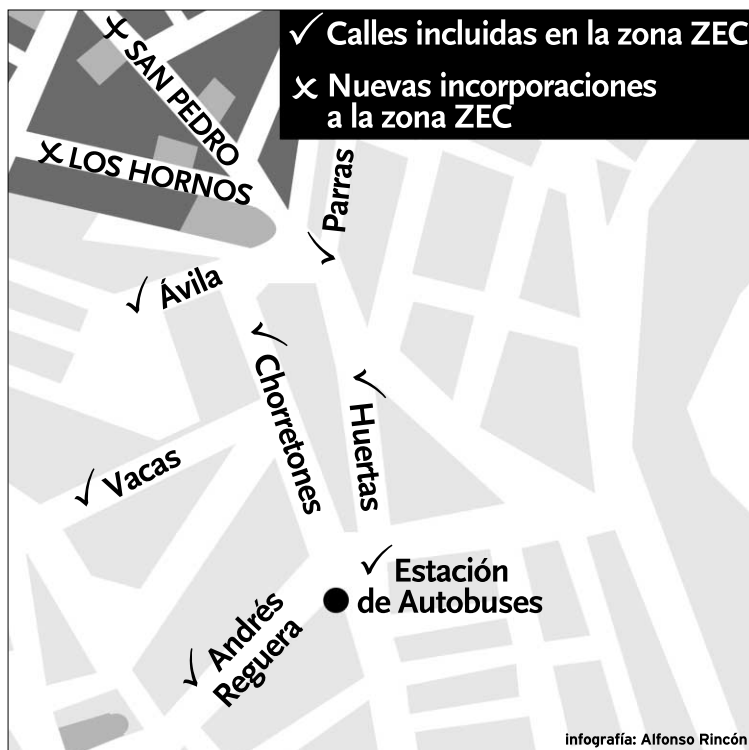 ✓ Calles incluidas en la zona ZEC
✗ Nuevas incorporaciones
a la zona ZEC
✗ SAN PEDRO
✗ LOS HORNOS
✓ Parras
✓ Ávila
✓ Chorretones
✓ Huertas
✓ Vacas
✓ Estación
de Autobuses
✓ Andrés
Reguera
infografía: Alfonso Rincón